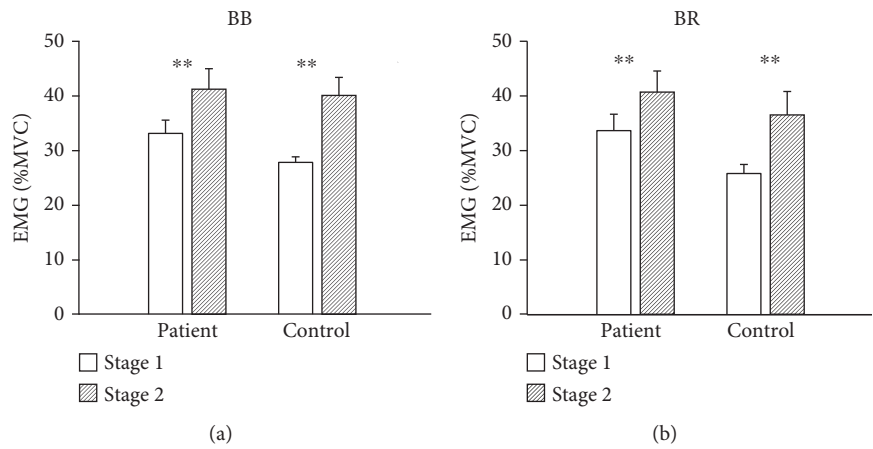 BB
50
40
30
20
10
0
EMG (%MVC)
**
**
Patient
Control
Stage 1
Stage 2
(a)
BR
50
40
30
20
10
0
EMG (%MVC)
**
**
Patient
Control
Stage 1
Stage 2
(b)